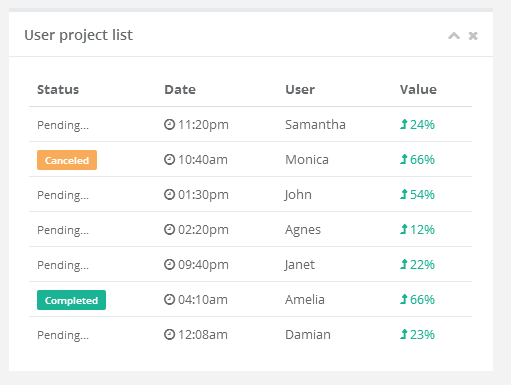 User project list
Status Date User Value
Pending... 11:20pm Samantha 24%
Canceled 10:40am Monica 66%
Pending... 01:30pm John 54%
Pending... 02:20pm Agnes 12%
Pending... 09:40pm Janet 22%
Completed 04:10am Amelia 66%
Pending... 12:08am Damian 23%